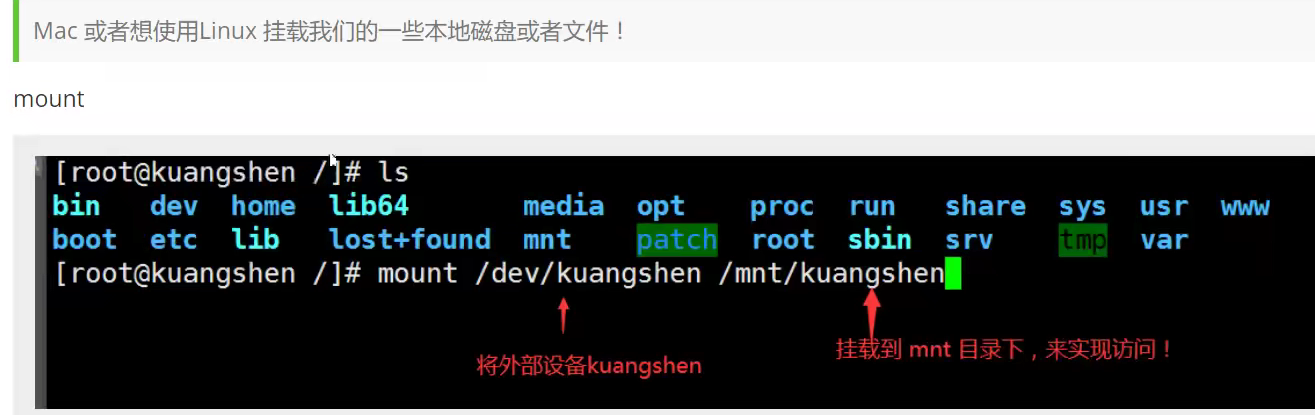 Mac 或者想使用Linux 挂载我们的一些本地磁盘或者文件！
mount
[root@kuangshen /]# ls
bin dev home lib64 media opt proc run share sys usr www
boot etc lib lost+found mnt patch root sbin srv tmp var
[root@kuangshen /]# mount /dev/kuangshen /mnt/kuangshen
将外部设备kuangshen
挂载到 mnt 目录下，来实现访问！